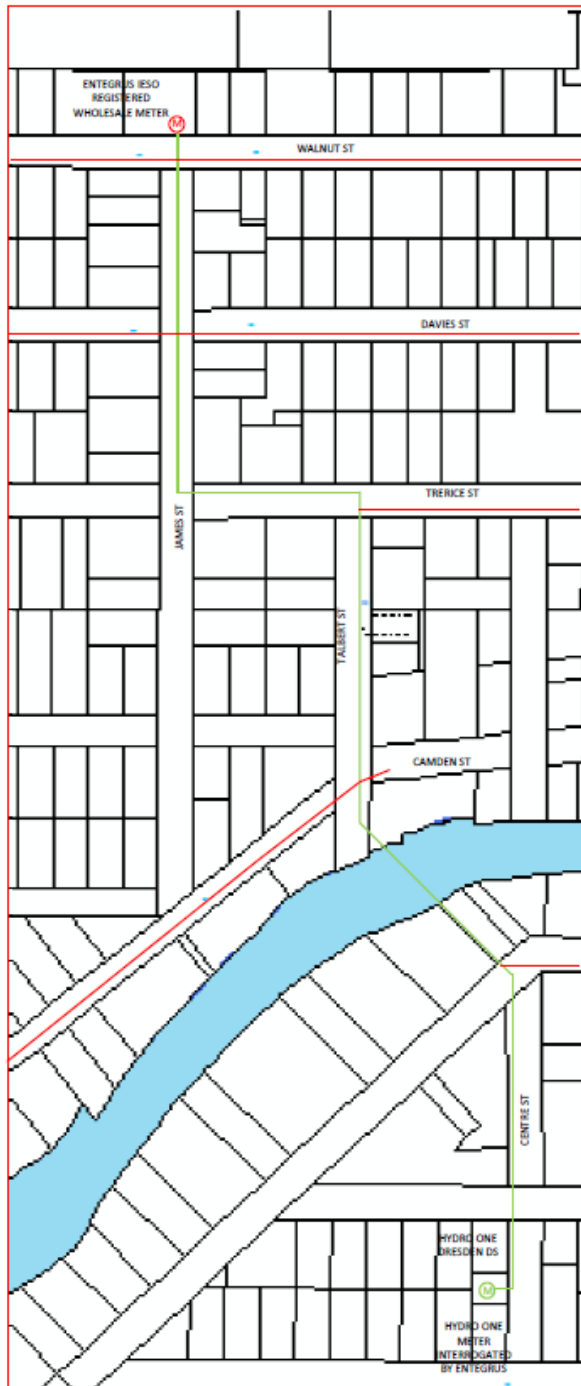 ENTEGRUS IESO
REGISTERED
WHOLESALE METER
M
WALNUT ST
DAVIES ST
TRERICE ST
JAMES ST
TALBERT ST
CAMDEN ST
CENTRE ST
HYDRO ONE
DRESDEN DS
M
HYDRO ONE
METER
INTERROGATED
BY ENTEGRUS